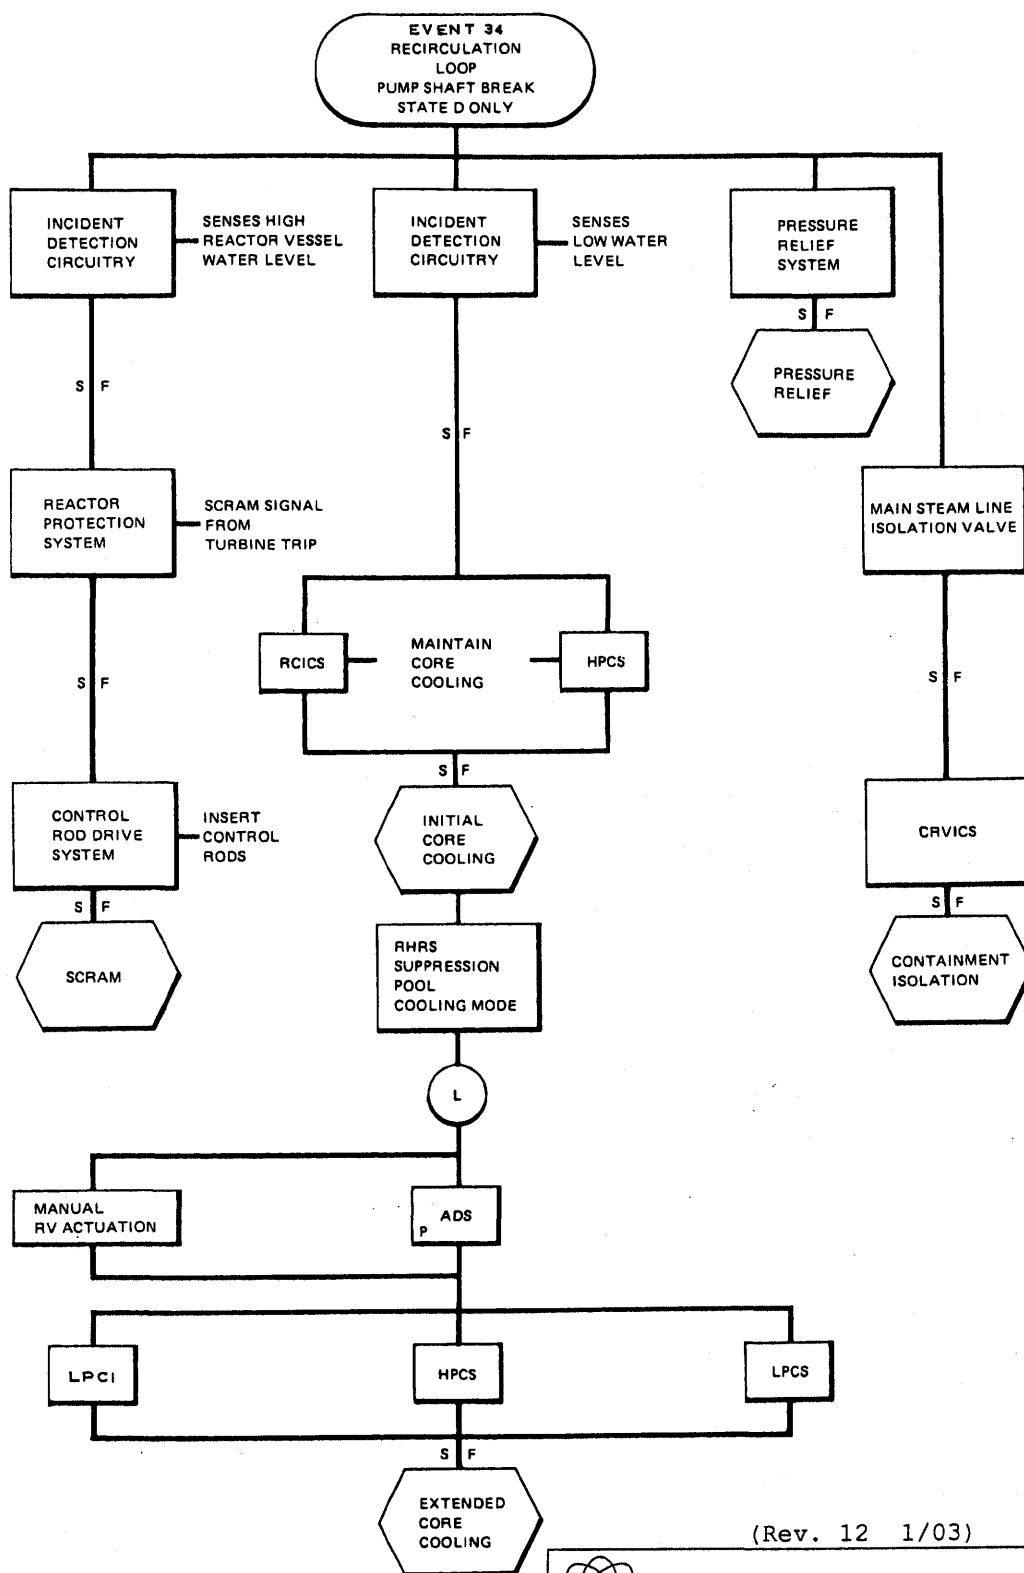 EVENT 34
RECIRCULATION
LOOP
PUMP SHAFT BREAK
STATE D ONLY
INCIDENT
DETECTION
CIRCUITRY
SENSES HIGH
REACTOR VESSEL
WATER LEVEL
INCIDENT
DETECTION
CIRCUITRY
SENSES
LOW WATER
LEVEL
PRESSURE
RELIEF
SYSTEM
S F
PRESSURE
RELIEF
S F
S F
REACTOR
PROTECTION
SYSTEM
SCRAM SIGNAL
FROM
TURBINE TRIP
MAIN STEAM LINE
ISOLATION VALVE
RCICS
MAINTAIN
CORE
COOLING
HPCS
S F
S F
S F
CONTROL
ROD DRIVE
SYSTEM
INSERT
CONTROL
RODS
INITIAL
CORE
COOLING
CRVICS
S F
S F
SCRAM
RHRS
SUPPRESSION
POOL
COOLING MODE
CONTAINMENT
ISOLATION
L
MANUAL
RV ACTUATION
ADS
P
LPCI
HPCS
LPCS
S F
EXTENDED
CORE
COOLING
(Rev. 12 1/03)